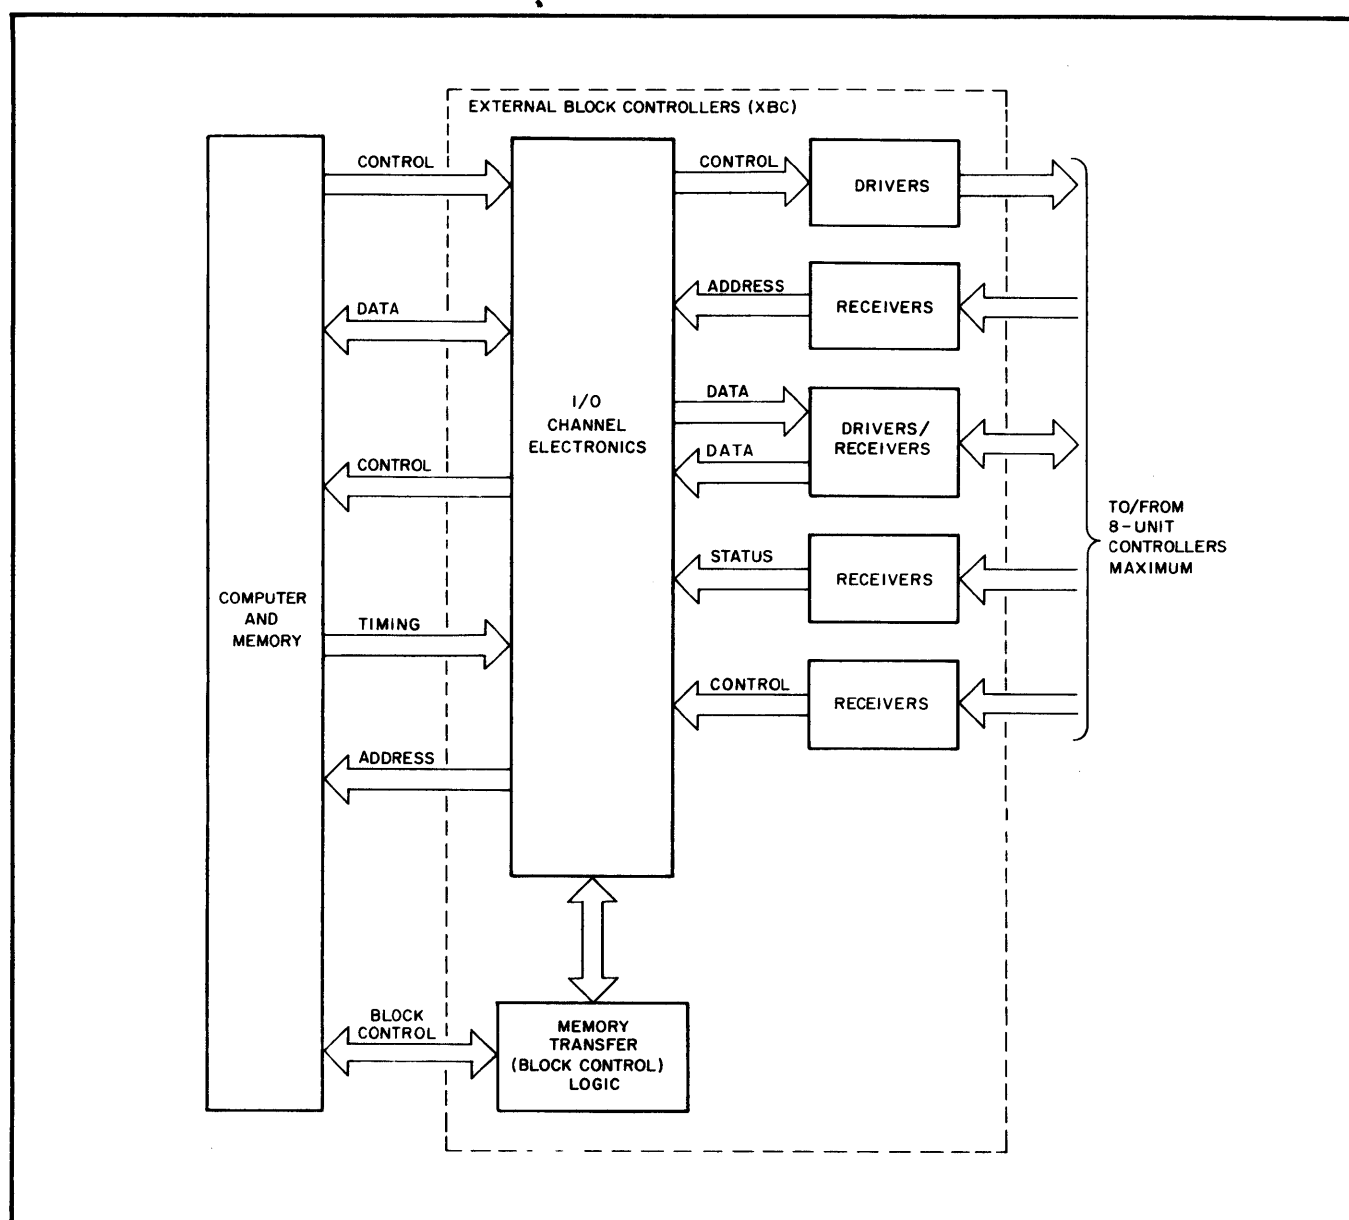 EXTERNAL BLOCK CONTROLLERS (XBC)
CONTROL
CONTROL
DRIVERS
ADDRESS
RECEIVERS
DATA
DATA
I/O
CHANNEL
ELECTRONICS
DRIVERS/
RECEIVERS
DATA
CONTROL
TO/FROM
8-UNIT
CONTROLLERS
MAXIMUM
STATUS
RECEIVERS
COMPUTER
AND
MEMORY
TIMING
CONTROL
RECEIVERS
ADDRESS
BLOCK
CONTROL
MEMORY
TRANSFER
(BLOCK CONTROL)
LOGIC